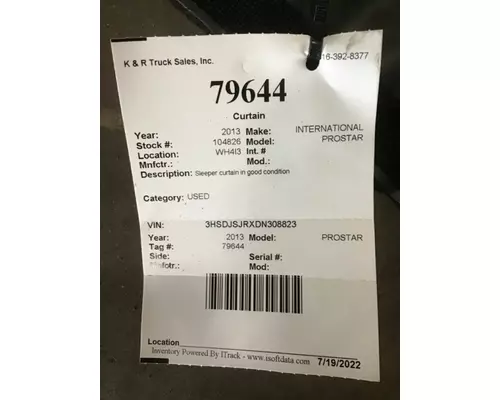 K & R Truck Sales, Inc. 16-392-8377
79644
Curtain
Year: 2013 Make: INTERNATIONAL
Stock #: 104826 Model: PROSTAR
Location: WH4I3 Int. #
Mnfctr.: Mod.:
Description: Sleeper curtain in good condition
Category: USED
VIN: 3HSDJSJRXDN308823
Year: 2013 Model: PROSTAR
Tag #: 79644
Side: Serial #:
Mnfctr.: Mod:
Location
Inventory Powered By ITrack - www.isoftdata.com 7/19/2022